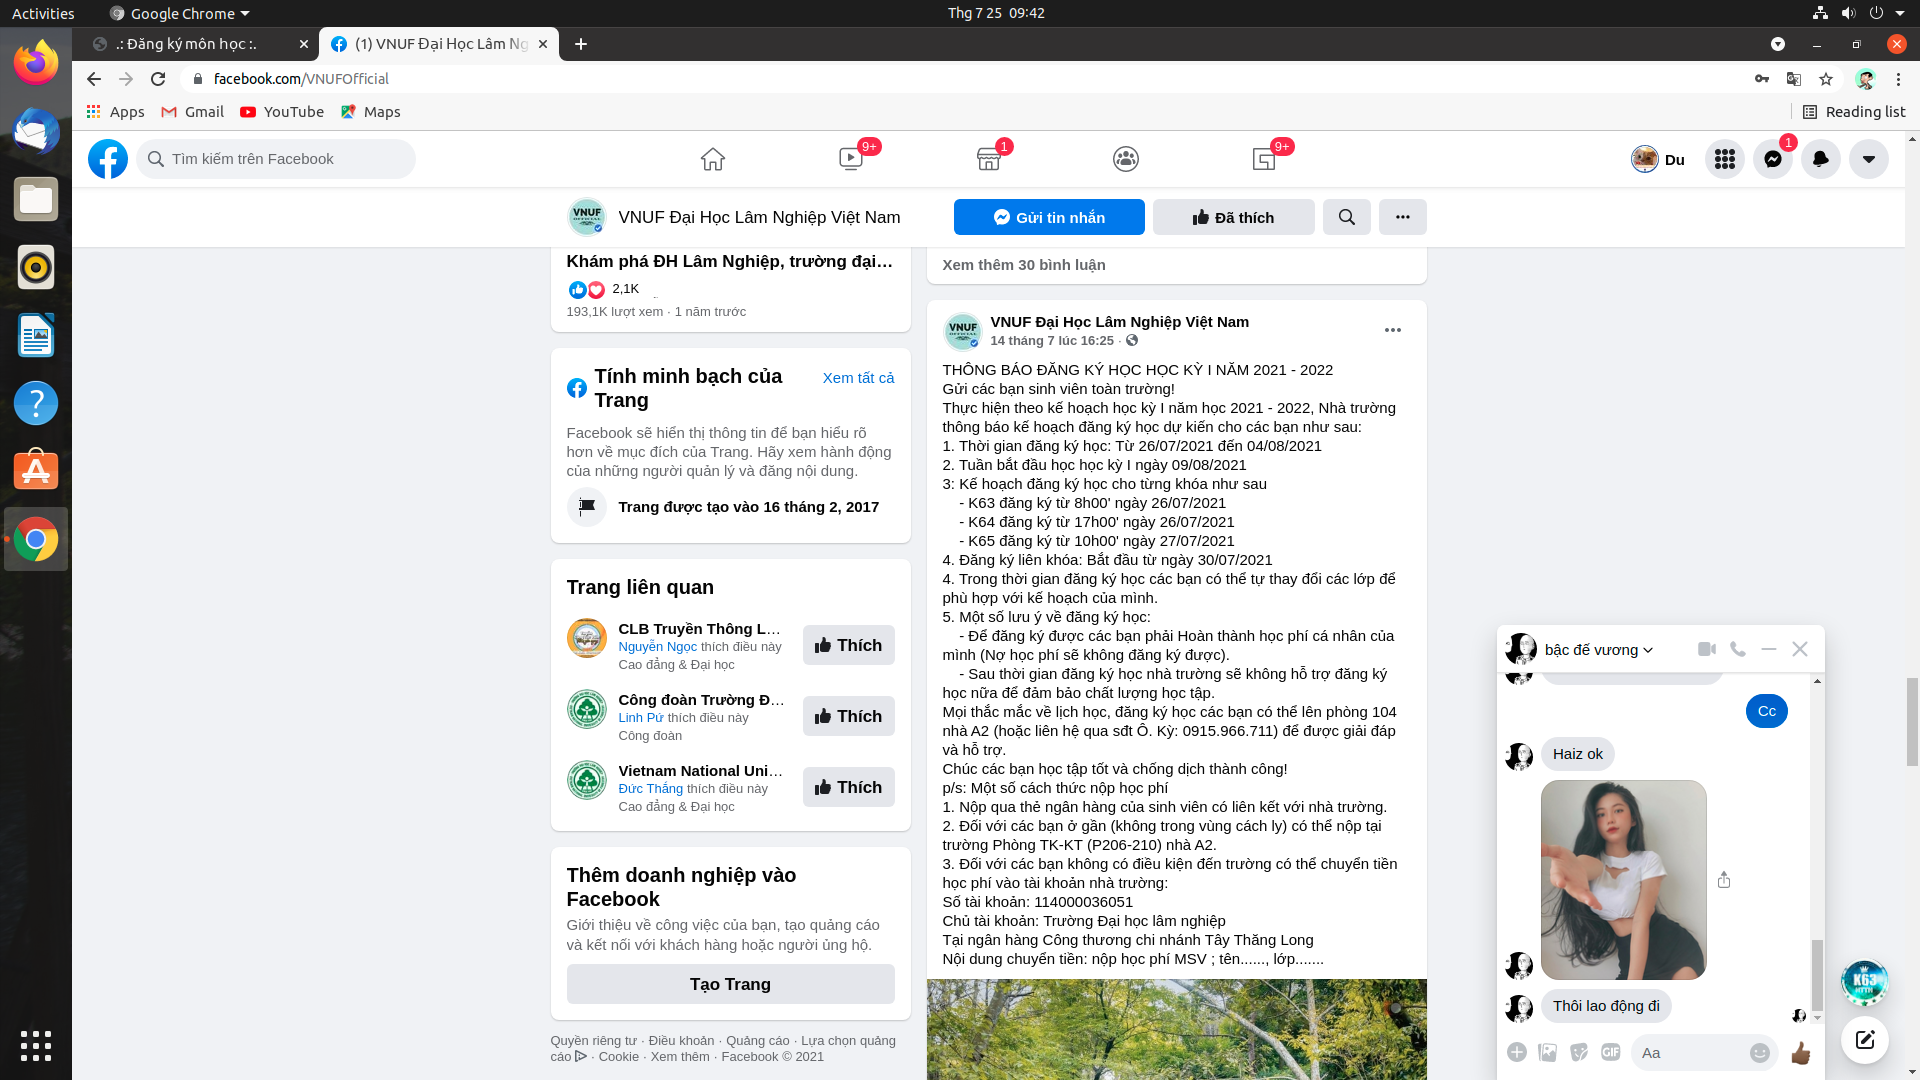 Activities
Google Chrome
Thg 7 25 09:42
.: Đăng ký môn học :.
(1) VNUF Đại Học Lâm Ng
facebook.com/VNUFOfficial
Apps
Gmail
YouTube
Maps
Reading list
Tìm kiếm trên Facebook
9+
1
9+
Du
1
VNUF Đại Học Lâm Nghiệp Việt Nam
Gửi tin nhắn
Đã thích
Khám phá ĐH Lâm Nghiệp, trường đại…
2,1K
193,1K lượt xem · 1 năm trước
Tính minh bạch của
Trang
Xem tất cả
Facebook sẽ hiển thị thông tin để bạn hiểu rõ
hơn về mục đích của Trang. Hãy xem hành động
của những người quản lý và đăng nội dung.
Trang được tạo vào 16 tháng 2, 2017
Trang liên quan
CLB Truyền Thông L…
Nguyễn Ngọc thích điều này
Cao đẳng & Đại học
Thích
Công đoàn Trường Đ…
Linh Pứ thích điều này
Công đoàn
Thích
Vietnam National Uni…
Đức Thắng thích điều này
Cao đẳng & Đại học
Thích
Thêm doanh nghiệp vào
Facebook
Giới thiệu về công việc của bạn, tạo quảng cáo
và kết nối với khách hàng hoặc người ủng hộ.
Tạo Trang
Quyền riêng tư · Điều khoản · Quảng cáo · Lựa chọn quảng
cáo · Cookie · Xem thêm · Facebook © 2021
Xem thêm 30 bình luận
VNUF Đại Học Lâm Nghiệp Việt Nam
14 tháng 7 lúc 16:25 ·
THÔNG BÁO ĐĂNG KÝ HỌC HỌC KỲ I NĂM 2021 - 2022
Gửi các bạn sinh viên toàn trường!
Thực hiện theo kế hoạch học kỳ I năm học 2021 - 2022, Nhà trường
thông báo kế hoạch đăng ký học dự kiến cho các bạn như sau:
1. Thời gian đăng ký học: Từ 26/07/2021 đến 04/08/2021
2. Tuần bắt đầu học học kỳ I ngày 09/08/2021
3: Kế hoạch đăng ký học cho từng khóa như sau
- K63 đăng ký từ 8h00' ngày 26/07/2021
- K64 đăng ký từ 17h00' ngày 26/07/2021
- K65 đăng ký từ 10h00' ngày 27/07/2021
4. Đăng ký liên khóa: Bắt đầu từ ngày 30/07/2021
4. Trong thời gian đăng ký học các bạn có thể tự thay đổi các lớp để
phù hợp với kế hoạch của mình.
5. Một số lưu ý về đăng ký học:
- Để đăng ký được các bạn phải Hoàn thành học phí cá nhân của
mình (Nợ học phí sẽ không đăng ký được).
- Sau thời gian đăng ký học nhà trường sẽ không hỗ trợ đăng ký
học nữa để đảm bảo chất lượng học tập.
Mọi thắc mắc về lịch học, đăng ký học các bạn có thể lên phòng 104
nhà A2 (hoặc liên hệ qua sđt Ô. Kỳ: 0915.966.711) để được giải đáp
và hỗ trợ.
Chúc các bạn học tập tốt và chống dịch thành công!
p/s: Một số cách thức nộp học phí
1. Nộp qua thẻ ngân hàng của sinh viên có liên kết với nhà trường.
2. Đối với các bạn ở gần (không trong vùng cách ly) có thể nộp tại
trường Phòng TK-KT (P206-210) nhà A2.
3. Đối với các bạn không có điều kiện đến trường có thể chuyển tiền
học phí vào tài khoản nhà trường:
Số tài khoản: 114000036051
Chủ tài khoản: Trường Đại học lâm nghiệp
Tại ngân hàng Công thương chi nhánh Tây Thăng Long
Nội dung chuyển tiền: nộp học phí MSV ; tên......, lớp.......
bậc đế vương
Cc
Haiz ok
Thôi lao động đi
GIF
Aa
K63